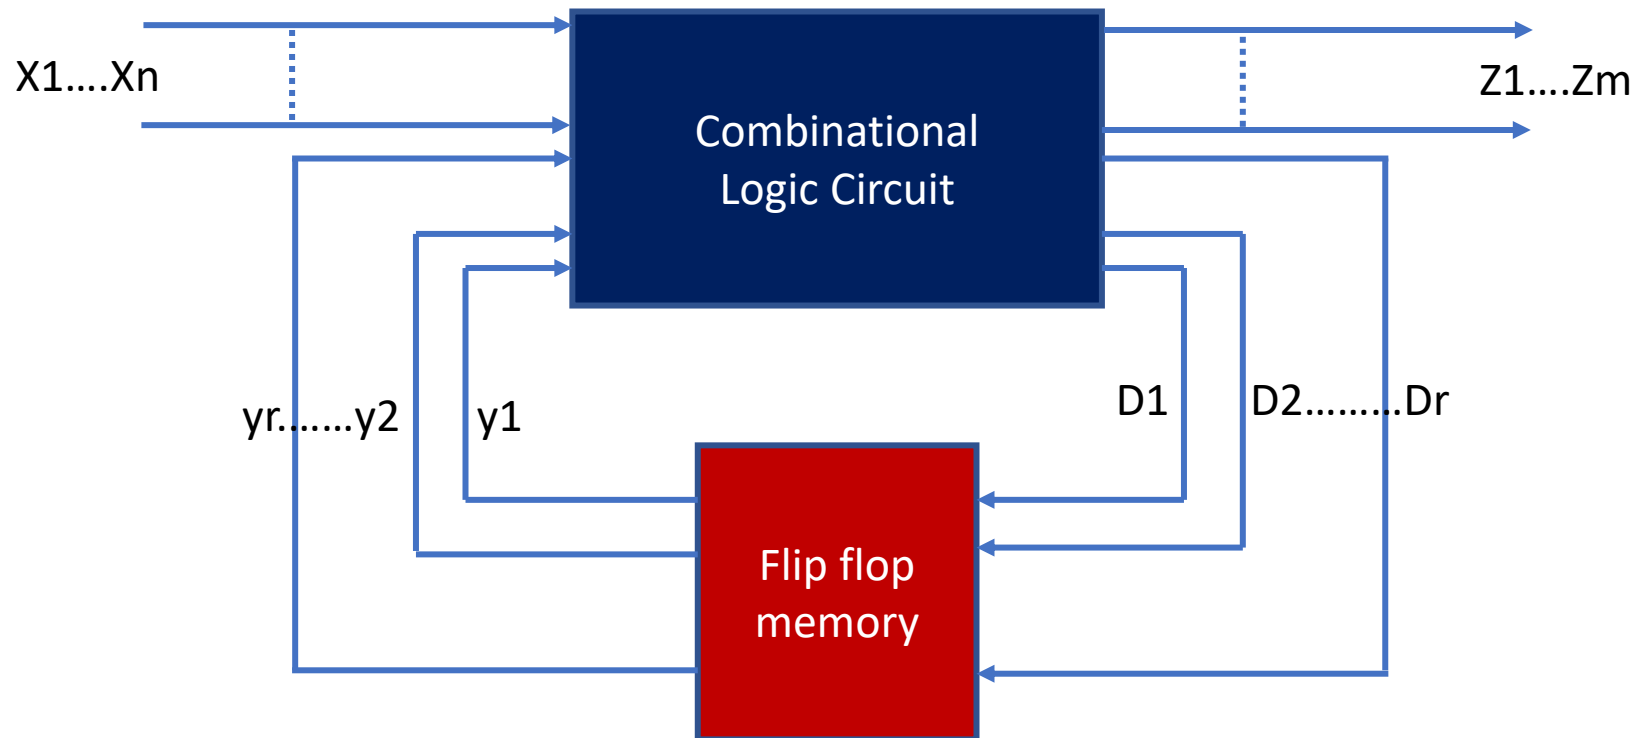 X1....Xn
Z1....Zm
Combinational
Logic Circuit
yr.......y2
y1
D1
D2.........Dr
Flip flop
memory